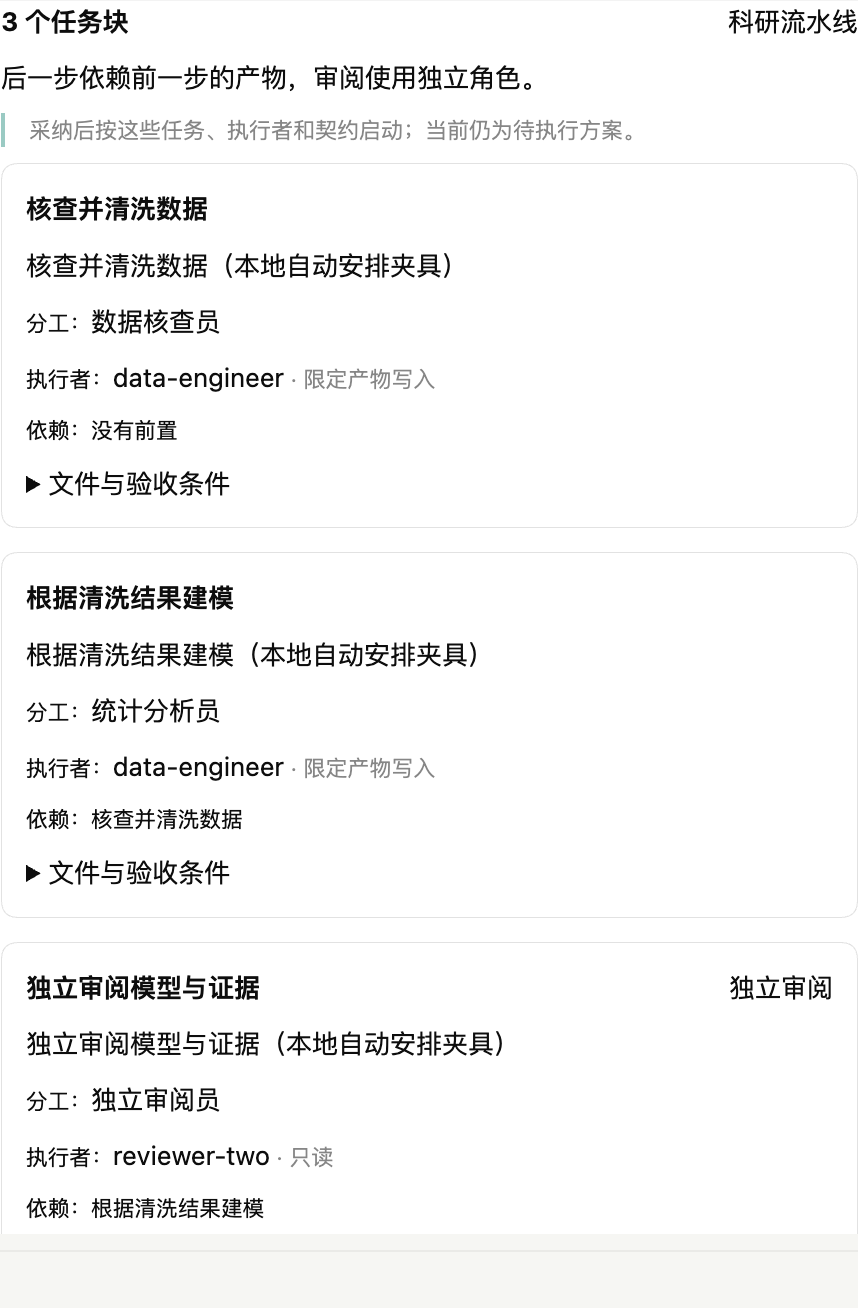 3 个任务块 科研流水线
后一步依赖前一步的产物，审阅使用独立角色。
采纳后按这些任务、执行者和契约启动；当前仍为待执行方案。
核查并清洗数据
核查并清洗数据（本地自动安排夹具）
分工：数据核查员
执行者：data-engineer · 限定产物写入
依赖：没有前置
▶ 文件与验收条件
根据清洗结果建模
根据清洗结果建模（本地自动安排夹具）
分工：统计分析员
执行者：data-engineer · 限定产物写入
依赖：核查并清洗数据
▶ 文件与验收条件
独立审阅模型与证据 独立审阅
独立审阅模型与证据（本地自动安排夹具）
分工：独立审阅员
执行者：reviewer-two · 只读
依赖：根据清洗结果建模